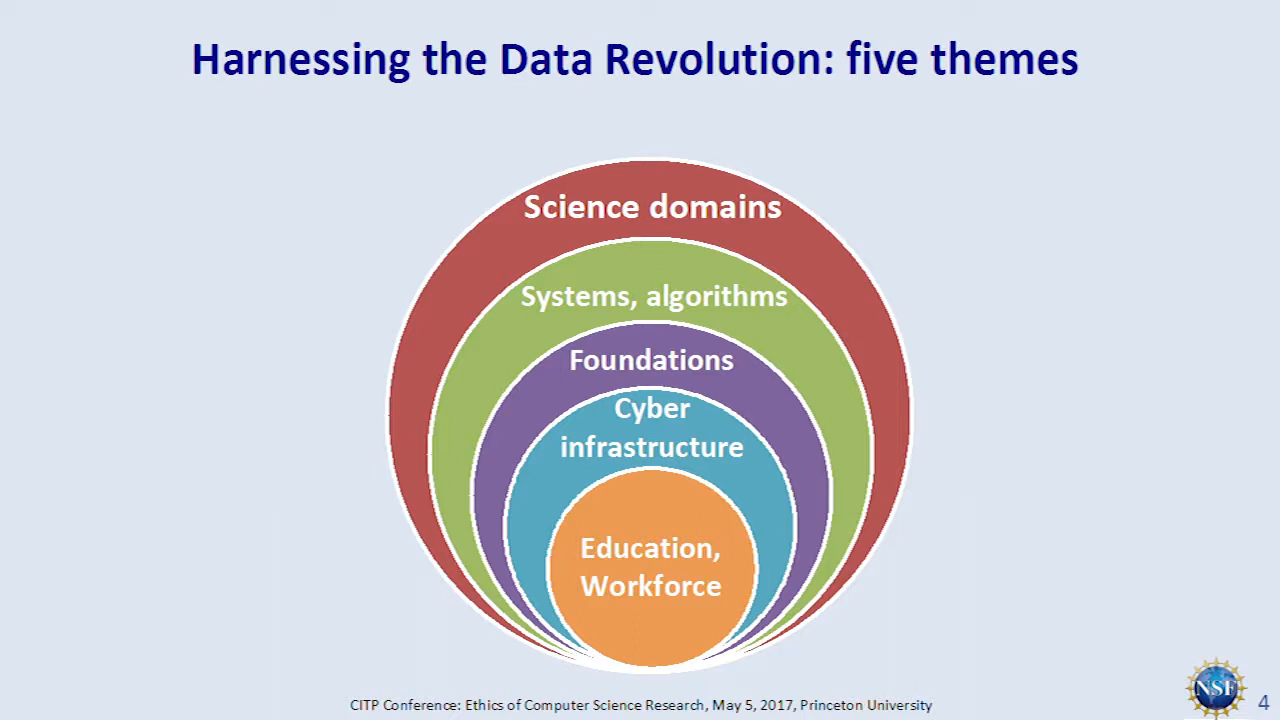 Harnessing the Data Revolution: five themes
Science domains
Systems, algorithms
Foundations
Cyber
infrastructure
Education,
Workforce
CITP Conference: Ethics of Computer Science Research, May 5, 2017, Princeton University
NSF
4